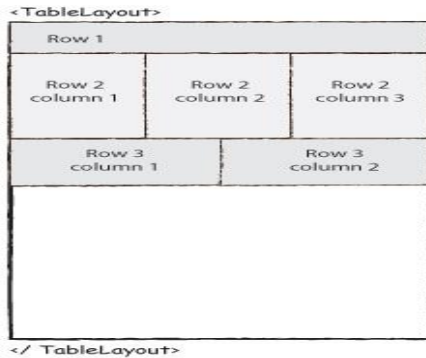 <TableLayout>
Row 1
Row 2
column 1
Row 2
column 2
Row 2
column 3
Row 3
column 1
Row 3
column 2
</ TableLayout>